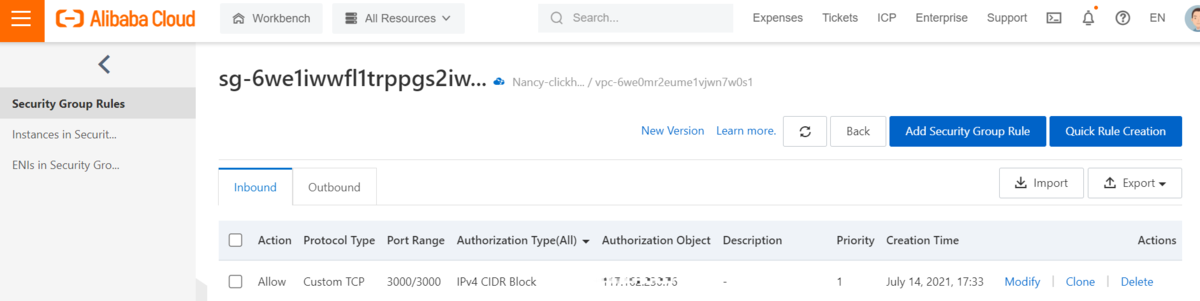 Alibaba Cloud Workbench All Resources Search... Expenses Tickets ICP Enterprise Support EN
sg-6we1iwwfl1trppgs2iw... Nancy-clickh... / vpc-6we0mr2eume1vjwn7w0s1
Security Group Rules
Instances in Securit...
ENIs in Security Gro...
New Version Learn more. Back Add Security Group Rule Quick Rule Creation
Inbound Outbound Import Export
Action Protocol Type Port Range Authorization Type(All) Authorization Object Description Priority Creation Time Actions
Allow Custom TCP 3000/3000 IPv4 CIDR Block - 1 July 14, 2021, 17:33 Modify Clone Delete